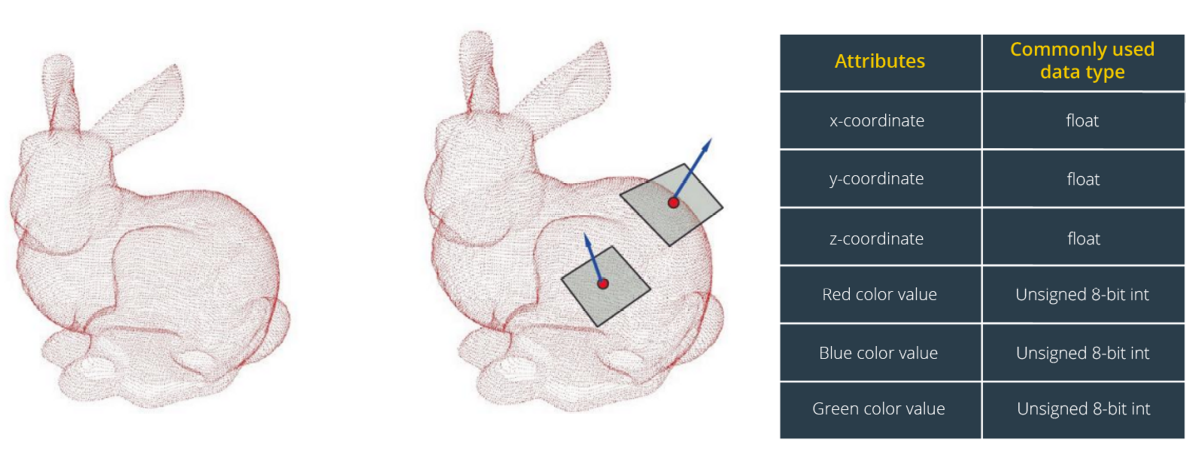 Attributes
Commonly used
data type
x-coordinate
float
y-coordinate
float
z-coordinate
float
Red color value
Unsigned 8-bit int
Blue color value
Unsigned 8-bit int
Green color value
Unsigned 8-bit int